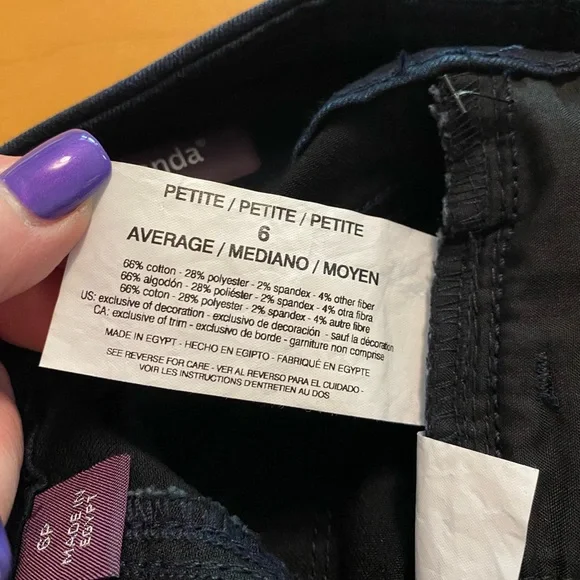 nda®
PETITE / PETITE / PETITE
6
AVERAGE / MEDIANO / MOYEN
66% cotton - 28% polyester - 2% spandex - 4% other fiber
66% algodón - 28% poliéster - 2% spandex - 4% otra fibra
66% cotton - 28% polyester - 2% spandex - 4% autre fibre
US: exclusive of decoration - exclusivo de decoración - sauf la décoration
CA: exclusive of trim - exclusivo de borde - garniture non comprise
MADE IN EGYPT - HECHO EN EGIPTO - FABRIQUÉ EN EGYPTE
SEE REVERSE FOR CARE - VER AL REVERSO PARA EL CUIDADO -
VOIR LES INSTRUCTIONS D'ENTRETIEN AU DOS
6P
MADE IN
EGYPT